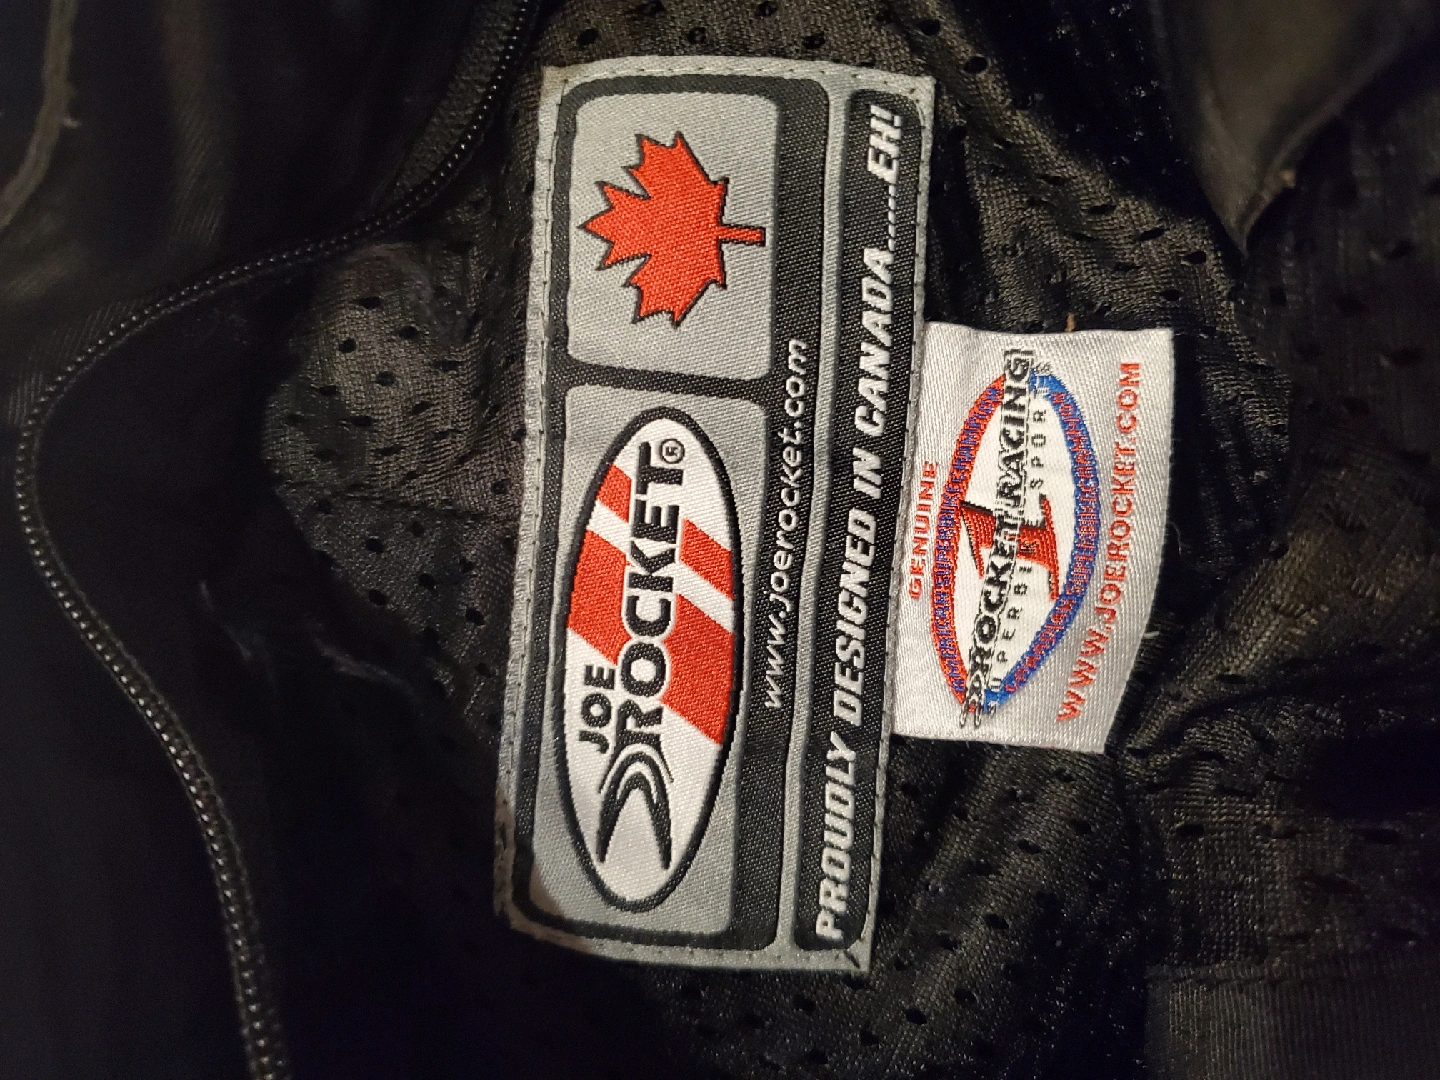 JOE
ROCKET®
www.joerocket.com
PROUDLY DESIGNED IN CANADA......EH!
GENUINE
ROCKET RACING
SUPERBIKE SPORT
WWW.JOEROCKET.COM